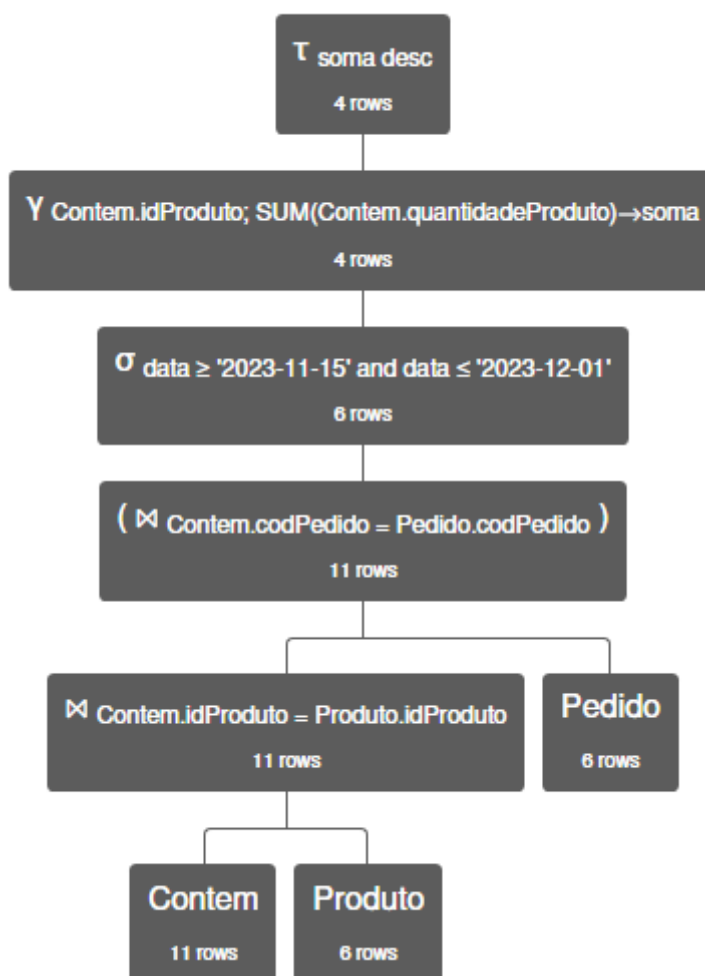 τ soma desc
4 rows
γ Contem.idProduto; SUM(Contem.quantidadeProduto)→soma
4 rows
σ data ≥ '2023-11-15' and data ≤ '2023-12-01'
6 rows
( ⋈ Contem.codPedido = Pedido.codPedido )
11 rows
⋈ Contem.idProduto = Produto.idProduto
11 rows
Pedido
6 rows
Contem
11 rows
Produto
6 rows